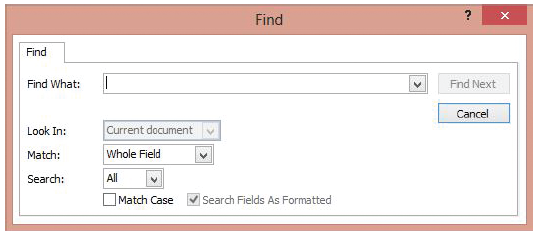 Find
?
Find
Find What:
Find Next
Cancel
Look In:
Current document
Match:
Whole Field
Search:
All
Match Case
Search Fields As Formatted